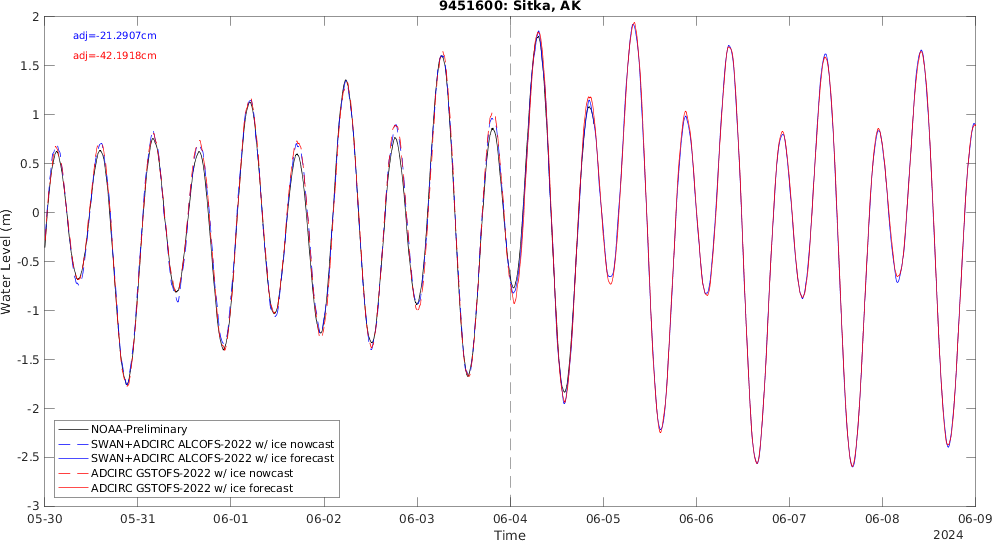 9451600: Sitka, AK
adj=-21.2907cm
adj=-42.1918cm
2
1.5
1
0.5
0
-0.5
-1
-1.5
-2
-2.5
-3
Water Level (m)
NOAA-Preliminary
SWAN+ADCIRC ALCOFS-2022 w/ ice nowcast
SWAN+ADCIRC ALCOFS-2022 w/ ice forecast
ADCIRC GSTOFS-2022 w/ ice nowcast
ADCIRC GSTOFS-2022 w/ ice forecast
05-30 05-31 06-01 06-02 06-03 06-04 06-05 06-06 06-07 06-08 06-09
Time
2024